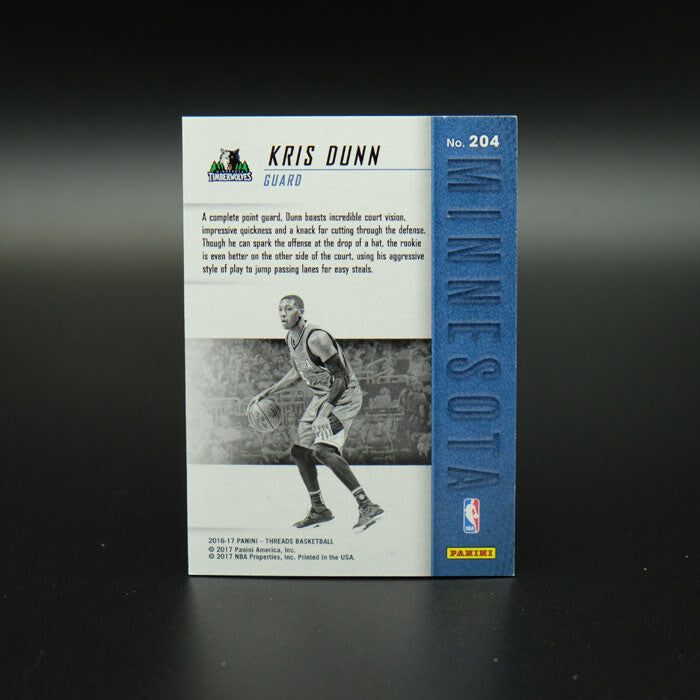 No. 204
TIMBERWOLVES
KRIS DUNN
GUARD
A complete point guard, Dunn boasts incredible court vision,
impressive quickness and a knack for cutting through the defense.
Though he can spark the offense at the drop of a hat, the rookie
is even better on the other side of the court, using his aggressive
style of play to jump passing lanes for easy steals.
MINNESOTA
2016-17 PANINI – THREADS BASKETBALL
© 2017 Panini America, Inc.
© 2017 NBA Properties, Inc. Printed in the USA.
NBA
PANINI